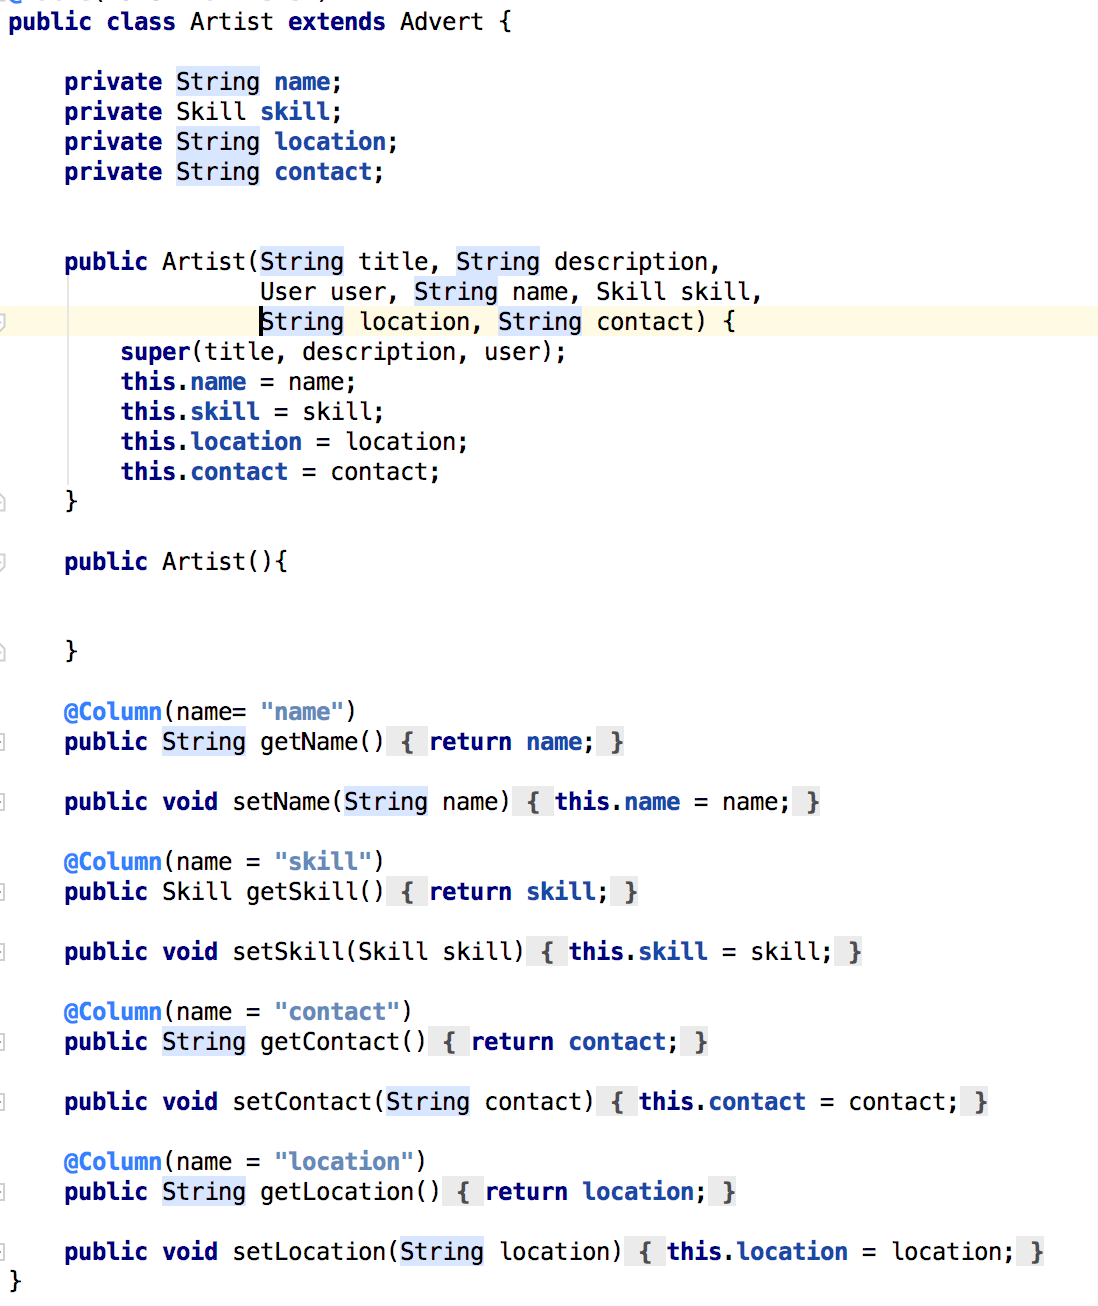 public class Artist extends Advert {
private String name;
private Skill skill;
private String location;
private String contact;
public Artist(String title, String description,
User user, String name, Skill skill,
String location, String contact) {
super(title, description, user);
this.name = name;
this.skill = skill;
this.location = location;
this.contact = contact;
}
public Artist(){
}
@Column(name= "name")
public String getName() { return name; }
public void setName(String name) { this.name = name; }
@Column(name = "skill")
public Skill getSkill() { return skill; }
public void setSkill(Skill skill) { this.skill = skill; }
@Column(name = "contact")
public String getContact() { return contact; }
public void setContact(String contact) { this.contact = contact; }
@Column(name = "location")
public String getLocation() { return location; }
public void setLocation(String location) { this.location = location; }
}